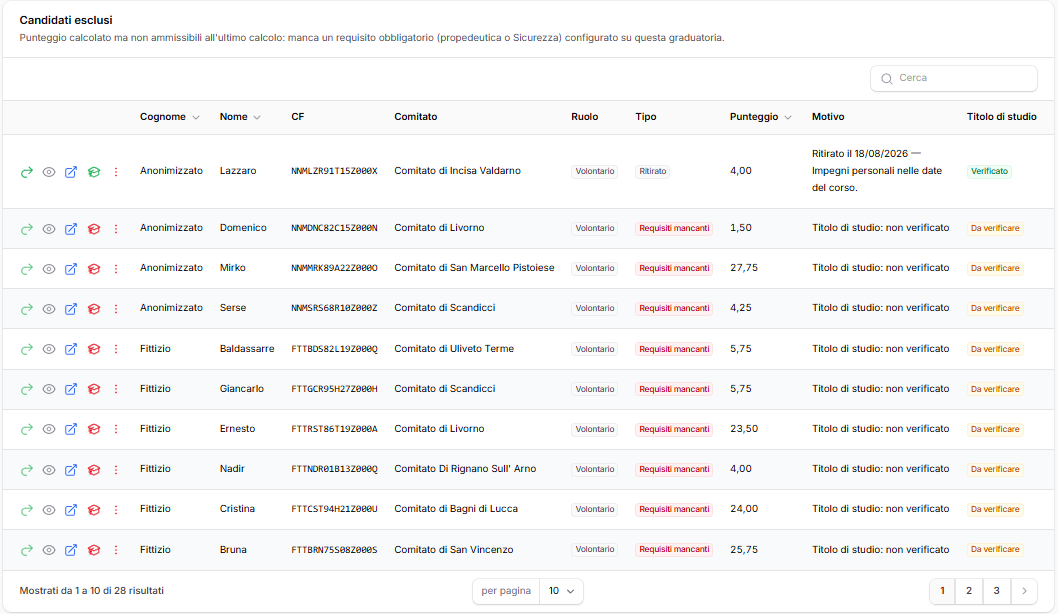 Candidati esclusi
Punteggio calcolato ma non ammissibili all'ultimo calcolo: manca un requisito obbligatorio (propedeutica o Sicurezza) configurato su questa graduatoria.
Cerca
Cognome Nome CF Comitato Ruolo Tipo Punteggio Motivo Titolo di studio
Anonimizzato Lazzaro NNMLZR91T15Z000X Comitato di Incisa Valdarno Volontario Ritirato 4,00 Ritirato il 18/08/2026 —
Impegni personali nelle date
del corso.
Verificato
Anonimizzato Domenico NNMDNC82C15Z000N Comitato di Livorno Volontario Requisiti mancanti 1,50 Titolo di studio: non verificato Da verificare
Anonimizzato Mirko NNMMRK89A22Z000O Comitato di San Marcello Pistoiese Volontario Requisiti mancanti 27,75 Titolo di studio: non verificato Da verificare
Anonimizzato Serse NNMSRS68R10Z000Z Comitato di Scandicci Volontario Requisiti mancanti 4,25 Titolo di studio: non verificato Da verificare
Fittizio Baldassarre FTTBDS82L19Z000Q Comitato di Uliveto Terme Volontario Requisiti mancanti 5,75 Titolo di studio: non verificato Da verificare
Fittizio Giancarlo FTTGCR95H27Z000H Comitato di Scandicci Volontario Requisiti mancanti 5,75 Titolo di studio: non verificato Da verificare
Fittizio Ernesto FTTRST86T19Z000A Comitato di Livorno Volontario Requisiti mancanti 23,50 Titolo di studio: non verificato Da verificare
Fittizio Nadir FTTNDR01B13Z000Q Comitato Di Rignano Sull' Arno Volontario Requisiti mancanti 4,00 Titolo di studio: non verificato Da verificare
Fittizio Cristina FTTCST94H21Z000U Comitato di Bagni di Lucca Volontario Requisiti mancanti 24,00 Titolo di studio: non verificato Da verificare
Fittizio Bruna FTTBRN75S08Z000S Comitato di San Vincenzo Volontario Requisiti mancanti 25,75 Titolo di studio: non verificato Da verificare
Mostrati da 1 a 10 di 28 risultati per pagina 10 1 2 3